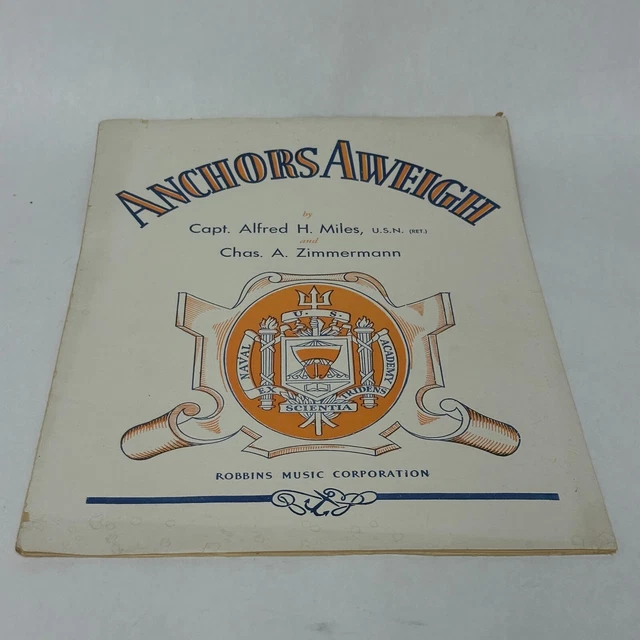 ANCHORS AWEIGH
by
Capt. Alfred H. Miles, U.S.N. (RET.)
and
Chas. A. Zimmermann
U. S.
NAVAL
ACADEMY
EX
TRIDENS
SCIENTIA
ROBBINS MUSIC CORPORATION